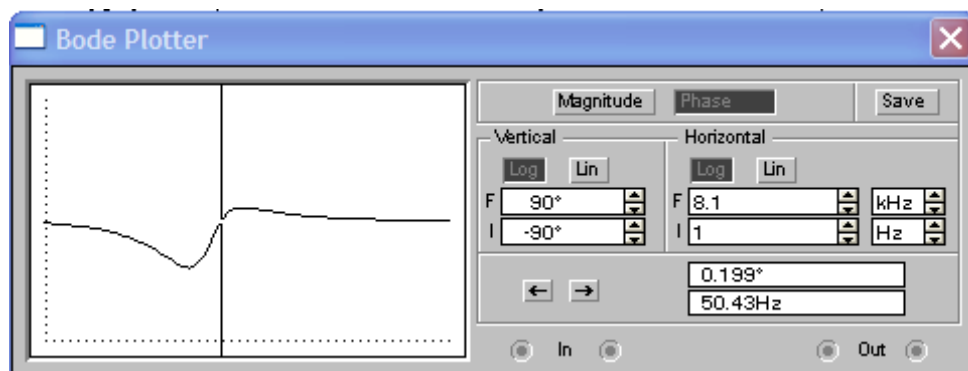 Bode Plotter
Magnitude Phase Save
Vertical Horizontal
Log Lin Log Lin
F 90° F 8.1 kHz
I -90° I 1 Hz
← → 0.199°
50.43Hz
In Out